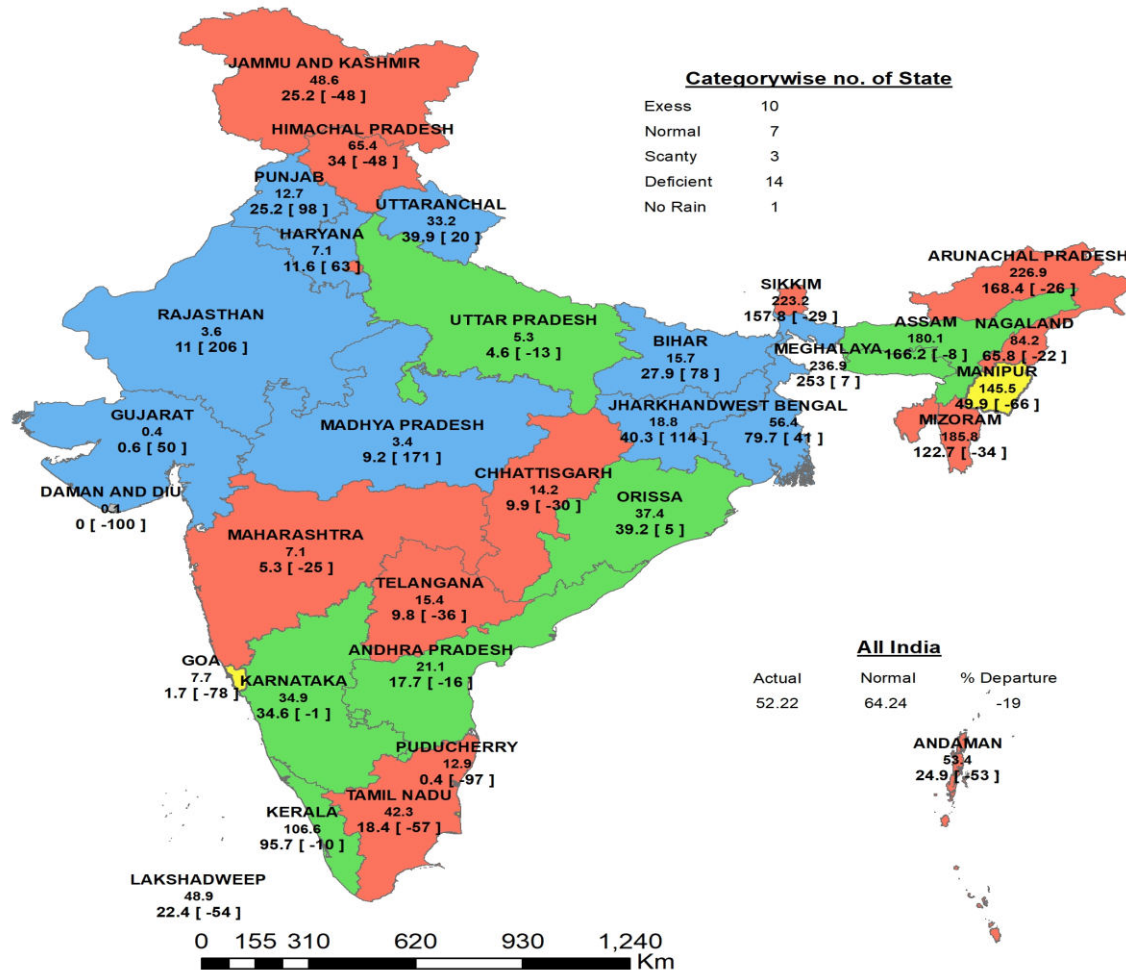 JAMMU AND KASHMIR
48.6
25.2 [ -48 ]
HIMACHAL PRADESH
65.4
34 [ -48 ]
PUNJAB
12.7
25.2 [ 98 ]
UTTARANCHAL
33.2
39.9 [ 20 ]
HARYANA
7.1
11.6 [ 63 ]
RAJASTHAN
3.6
11 [ 206 ]
UTTAR PRADESH
5.3
4.6 [ -13 ]
BIHAR
15.7
27.9 [ 78 ]
SIKKIM
223.2
157.8 [ -29 ]
ARUNACHAL PRADESH
226.9
168.4 [ -26 ]
ASSAM
180.1
166.2 [ -8 ]
NAGALAND
84.2
65.8 [ -22 ]
MEGHALAYA
236.9
253 [ 7 ]
MANIPUR
145.5
49.9 [ -66 ]
MIZORAM
185.8
122.7 [ -34 ]
GUJARAT
0.4
0.6 [ 50 ]
MADHYA PRADESH
3.4
9.2 [ 171 ]
JHARKHAND
18.8
40.3 [ 114 ]
WEST BENGAL
56.4
79.7 [ 41 ]
DAMAN AND DIU
0.1
0 [ -100 ]
CHHATTISGARH
14.2
9.9 [ -30 ]
ORISSA
37.4
39.2 [ 5 ]
MAHARASHTRA
7.1
5.3 [ -25 ]
TELANGANA
15.4
9.8 [ -36 ]
GOA
7.7
1.7 [ -78 ]
KARNATAKA
34.9
34.6 [ -1 ]
ANDHRA PRADESH
21.1
17.7 [ -16 ]
PUDUCHERRY
12.9
0.4 [ -97 ]
TAMIL NADU
42.3
18.4 [ -57 ]
KERALA
106.6
95.7 [ -10 ]
LAKSHADWEEP
48.9
22.4 [ -54 ]
ANDAMAN
53.4
24.9 [ -53 ]
Categorywise no. of State
Exess 10
Normal 7
Scanty 3
Deficient 14
No Rain 1
All India
Actual Normal % Departure
52.22 64.24 -19
0 155 310 620 930 1,240
Km